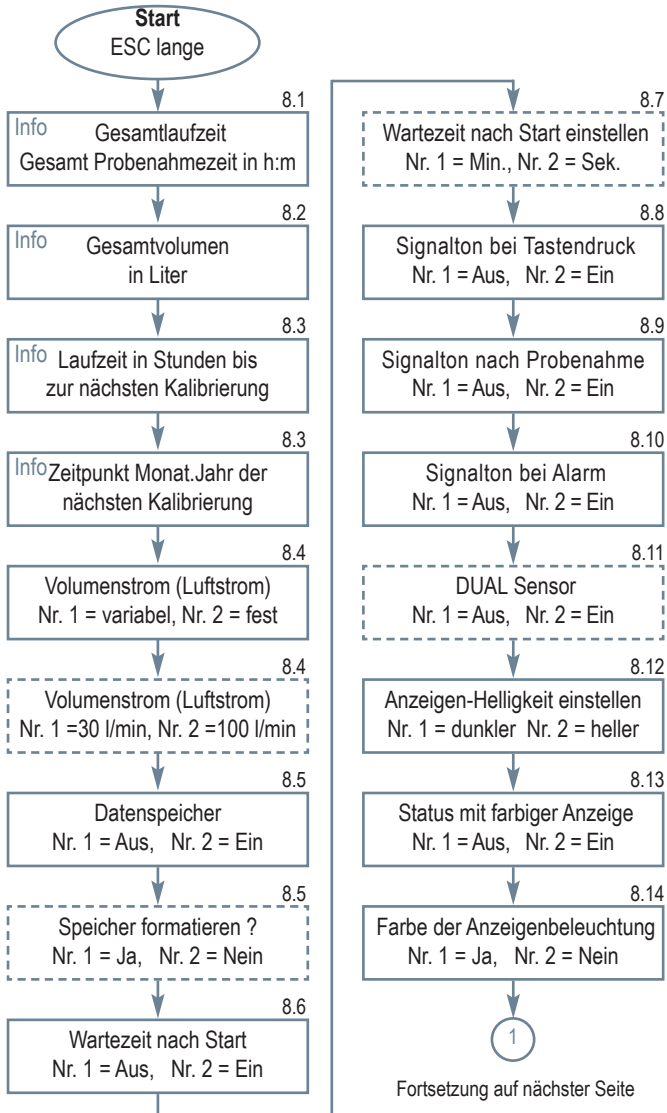 Start
ESC lange
8.1
Info Gesamtlaufzeit
Gesamt Probenahmezeit in h:m
8.2
Info Gesamtvolumen
in Liter
8.3
Info Laufzeit in Stunden bis
zur nächsten Kalibrierung
8.3
Info Zeitpunkt Monat.Jahr der
nächsten Kalibrierung
8.4
Volumenstrom (Luftstrom)
Nr. 1 = variabel, Nr. 2 = fest
8.4
Volumenstrom (Luftstrom)
Nr. 1 =30 l/min, Nr. 2 =100 l/min
8.5
Datenspeicher
Nr. 1 = Aus, Nr. 2 = Ein
8.5
Speicher formatieren ?
Nr. 1 = Ja, Nr. 2 = Nein
8.6
Wartezeit nach Start
Nr. 1 = Aus, Nr. 2 = Ein
8.7
Wartezeit nach Start einstellen
Nr. 1 = Min., Nr. 2 = Sek.
8.8
Signalton bei Tastendruck
Nr. 1 = Aus, Nr. 2 = Ein
8.9
Signalton nach Probenahme
Nr. 1 = Aus, Nr. 2 = Ein
8.10
Signalton bei Alarm
Nr. 1 = Aus, Nr. 2 = Ein
8.11
DUAL Sensor
Nr. 1 = Aus, Nr. 2 = Ein
8.12
Anzeigen-Helligkeit einstellen
Nr. 1 = dunkler Nr. 2 = heller
8.13
Status mit farbiger Anzeige
Nr. 1 = Aus, Nr. 2 = Ein
8.14
Farbe der Anzeigenbeleuchtung
Nr. 1 = Ja, Nr. 2 = Nein
1
Fortsetzung auf nächster Seite